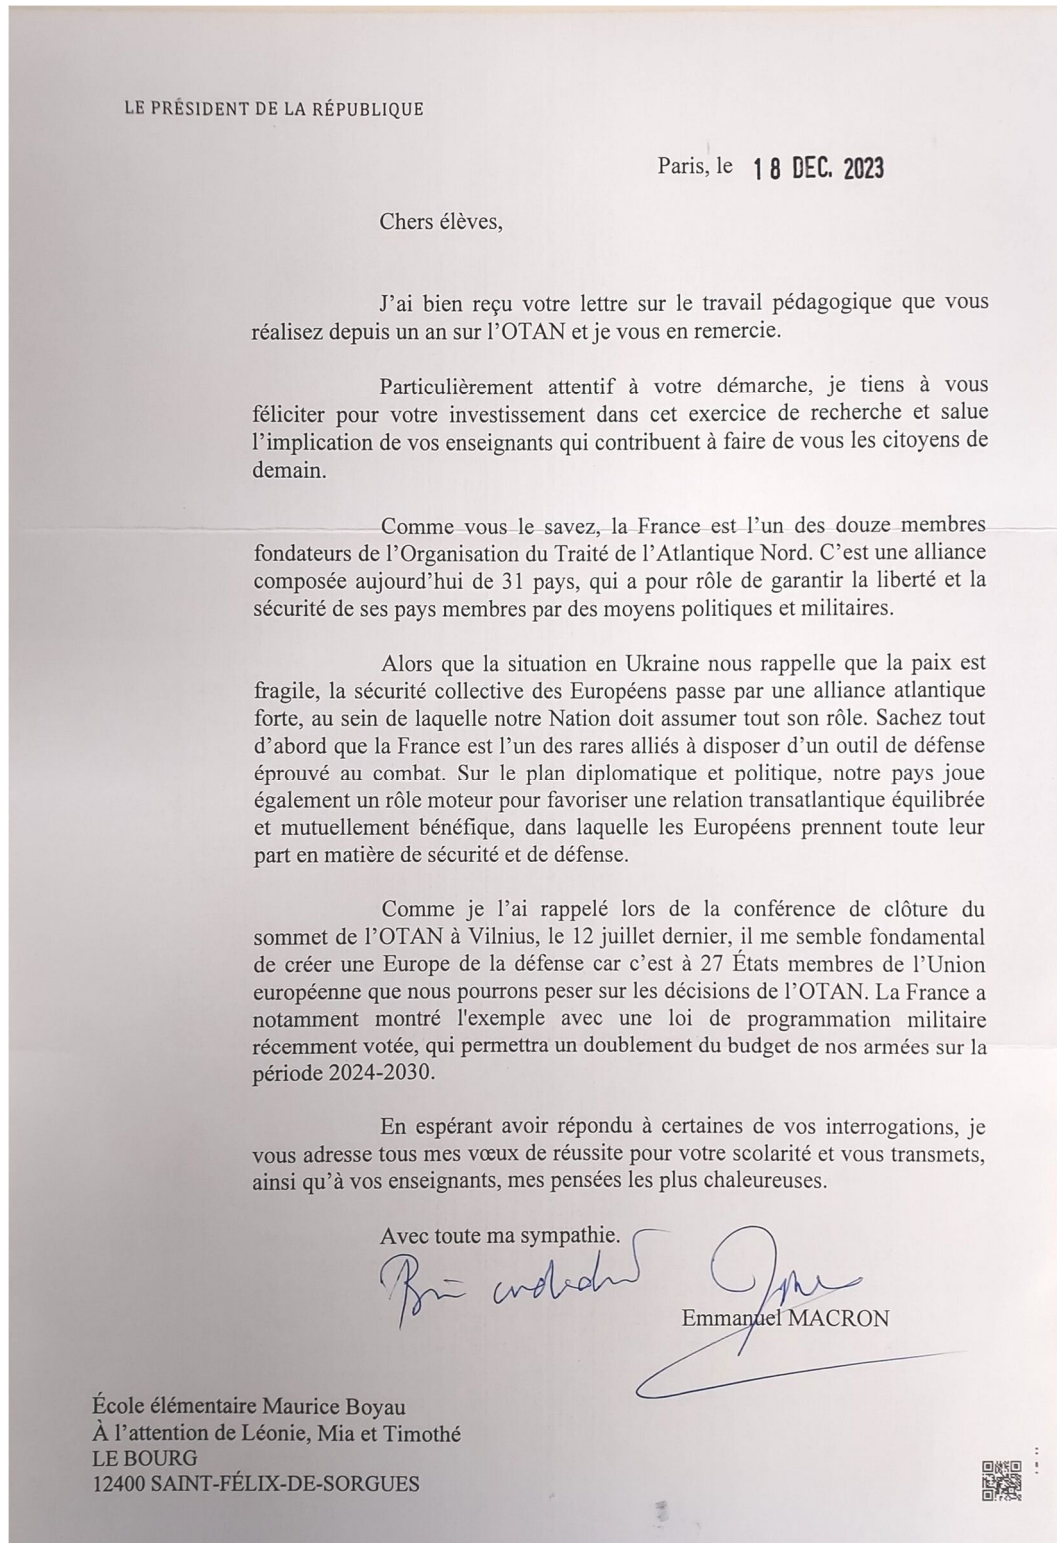 LE PRÉSIDENT DE LA RÉPUBLIQUE
Paris, le 18 DEC. 2023
Chers élèves,
J’ai bien reçu votre lettre sur le travail pédagogique que vous
réalisez depuis un an sur l’OTAN et je vous en remercie.
Particulièrement attentif à votre démarche, je tiens à vous
féliciter pour votre investissement dans cet exercice de recherche et salue
l’implication de vos enseignants qui contribuent à faire de vous les citoyens de
demain.
Comme vous le savez, la France est l’un des douze membres
fondateurs de l’Organisation du Traité de l’Atlantique Nord. C’est une alliance
composée aujourd’hui de 31 pays, qui a pour rôle de garantir la liberté et la
sécurité de ses pays membres par des moyens politiques et militaires.
Alors que la situation en Ukraine nous rappelle que la paix est
fragile, la sécurité collective des Européens passe par une alliance atlantique
forte, au sein de laquelle notre Nation doit assumer tout son rôle. Sachez tout
d’abord que la France est l’un des rares alliés à disposer d’un outil de défense
éprouvé au combat. Sur le plan diplomatique et politique, notre pays joue
également un rôle moteur pour favoriser une relation transatlantique équilibrée
et mutuellement bénéfique, dans laquelle les Européens prennent toute leur
part en matière de sécurité et de défense.
Comme je l’ai rappelé lors de la conférence de clôture du
sommet de l’OTAN à Vilnius, le 12 juillet dernier, il me semble fondamental
de créer une Europe de la défense car c’est à 27 États membres de l’Union
européenne que nous pourrons peser sur les décisions de l’OTAN. La France a
notamment montré l'exemple avec une loi de programmation militaire
récemment votée, qui permettra un doublement du budget de nos armées sur la
période 2024-2030.
En espérant avoir répondu à certaines de vos interrogations, je
vous adresse tous mes vœux de réussite pour votre scolarité et vous transmets,
ainsi qu’à vos enseignants, mes pensées les plus chaleureuses.
Avec toute ma sympathie.
Emmanuel MACRON
École élémentaire Maurice Boyau
À l’attention de Léonie, Mia et Timothé
LE BOURG
12400 SAINT-FÉLIX-DE-SORGUES